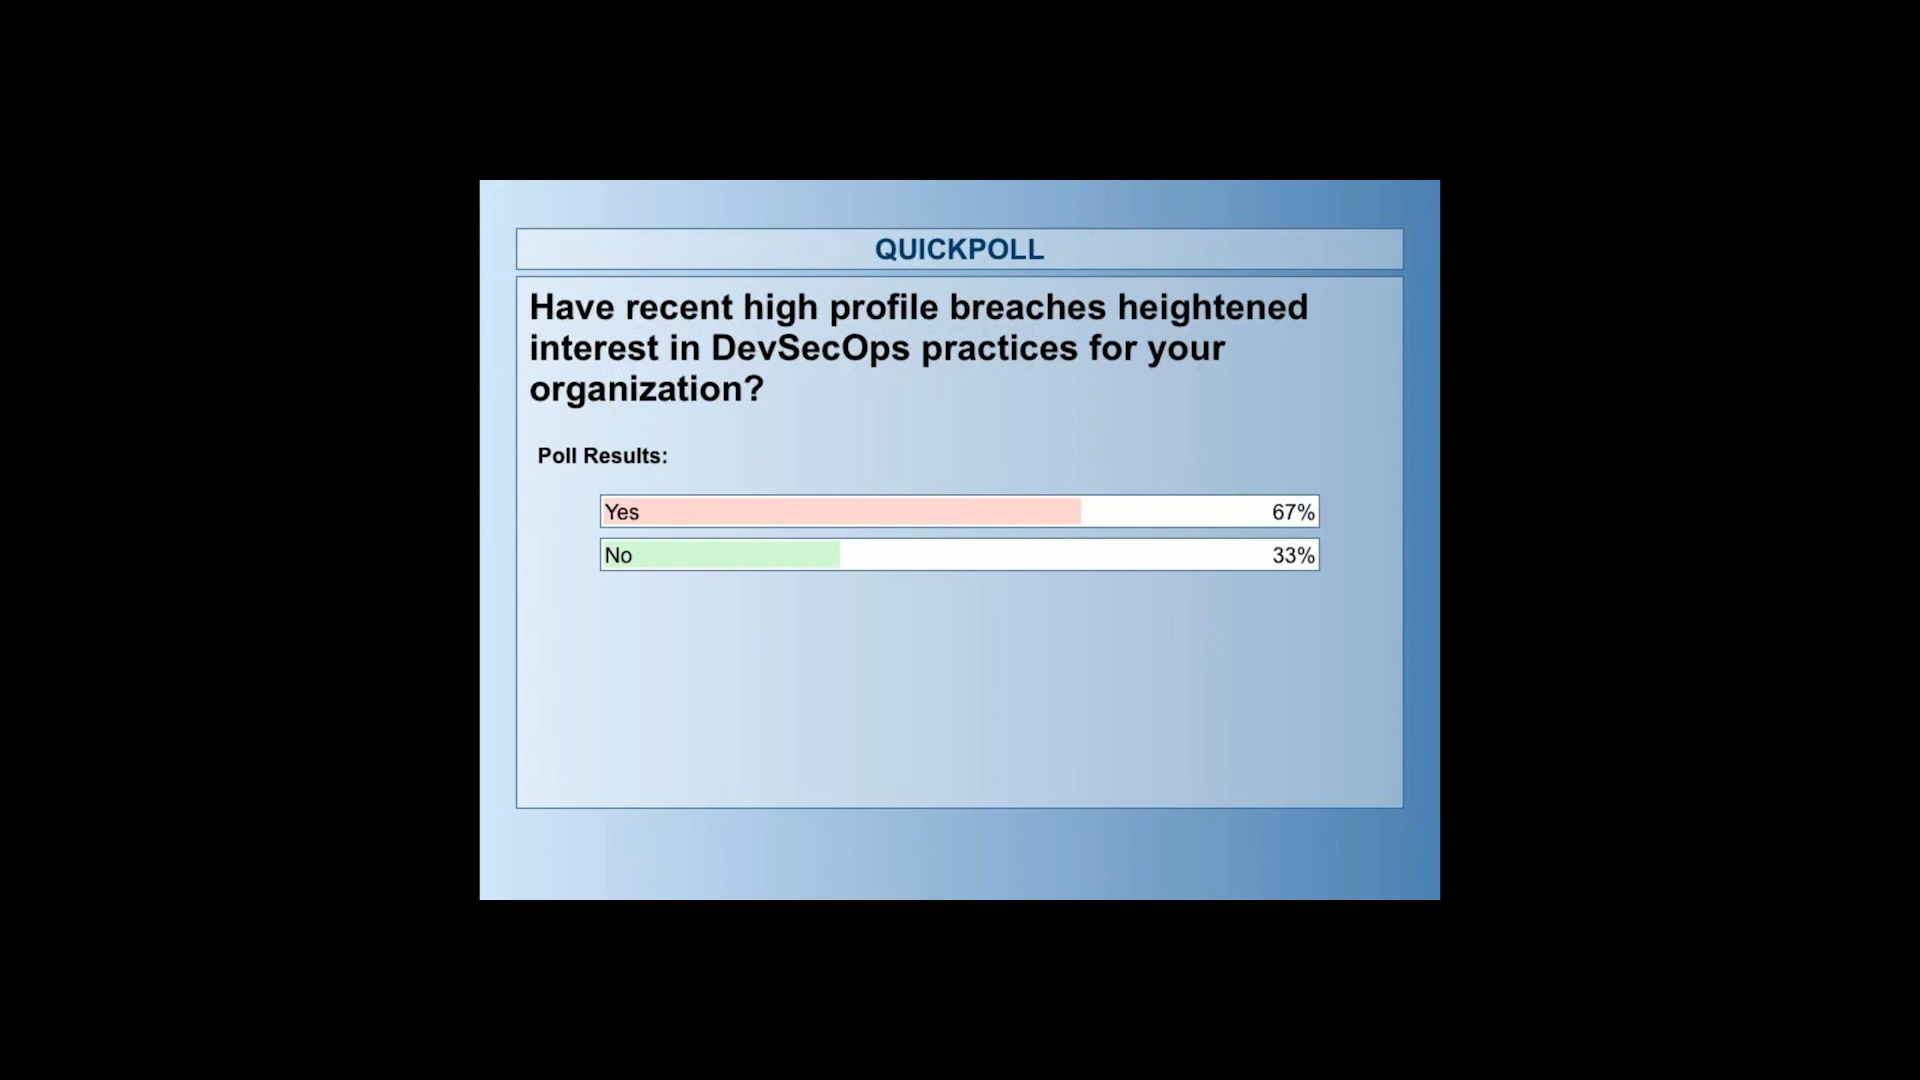 QUICKPOLL
Have recent high profile breaches heightened
interest in DevSecOps practices for your
organization?
Poll Results:
Yes 67%
No 33%